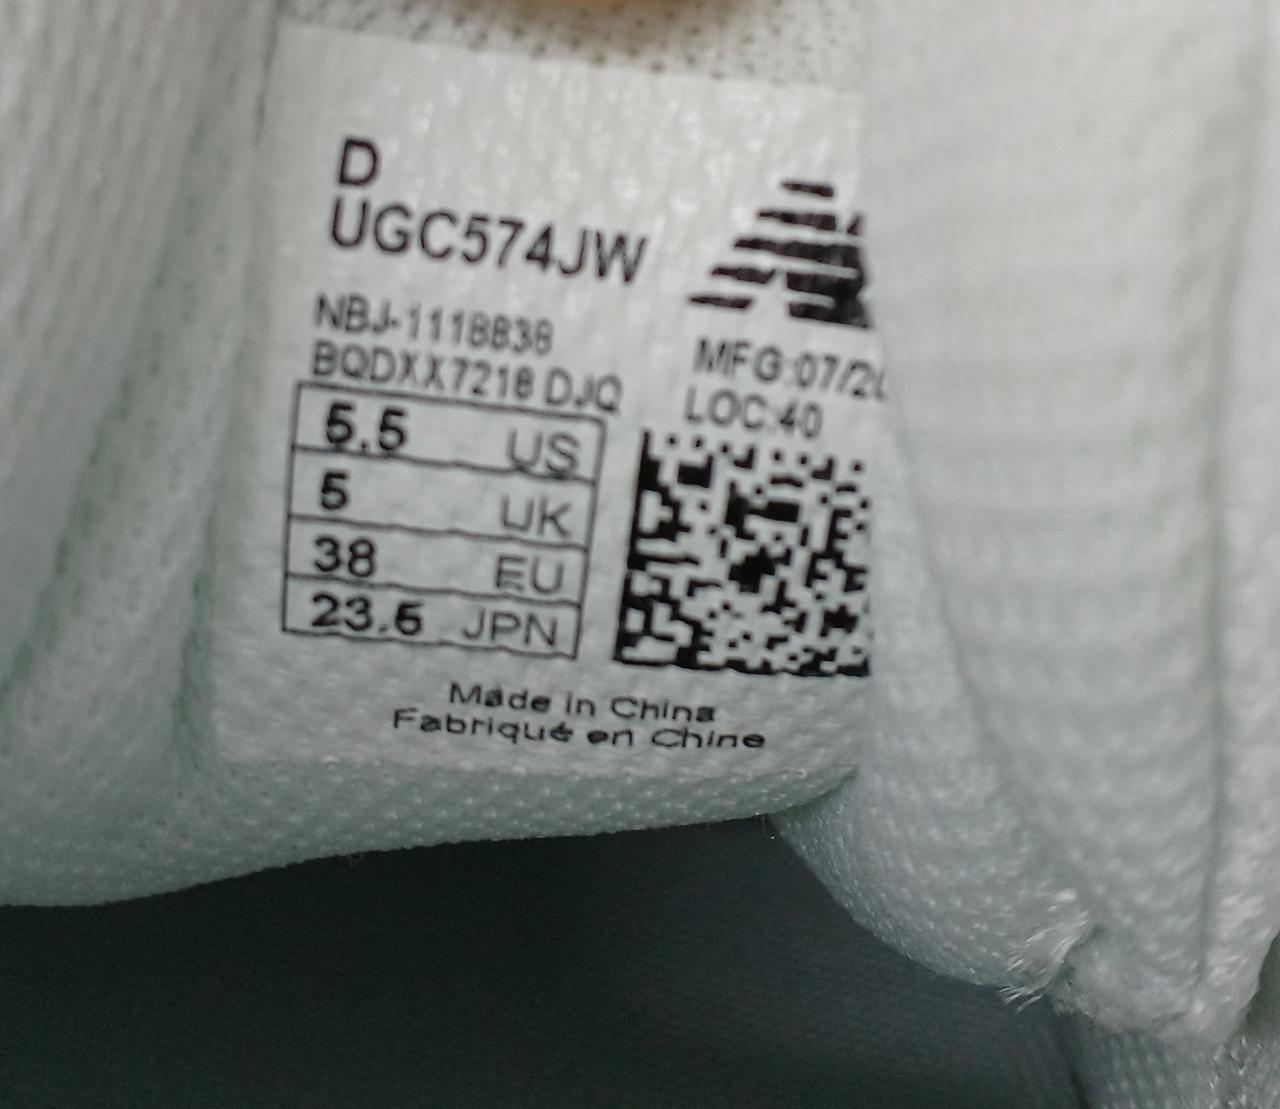 D
UGC574JW
NBJ-1118838
BQDXX7218 DJQ
MFG:07/20
LOC:40
5.5 US
5 UK
38 EU
23.5 JPN
Made in China
Fabriqué en Chine